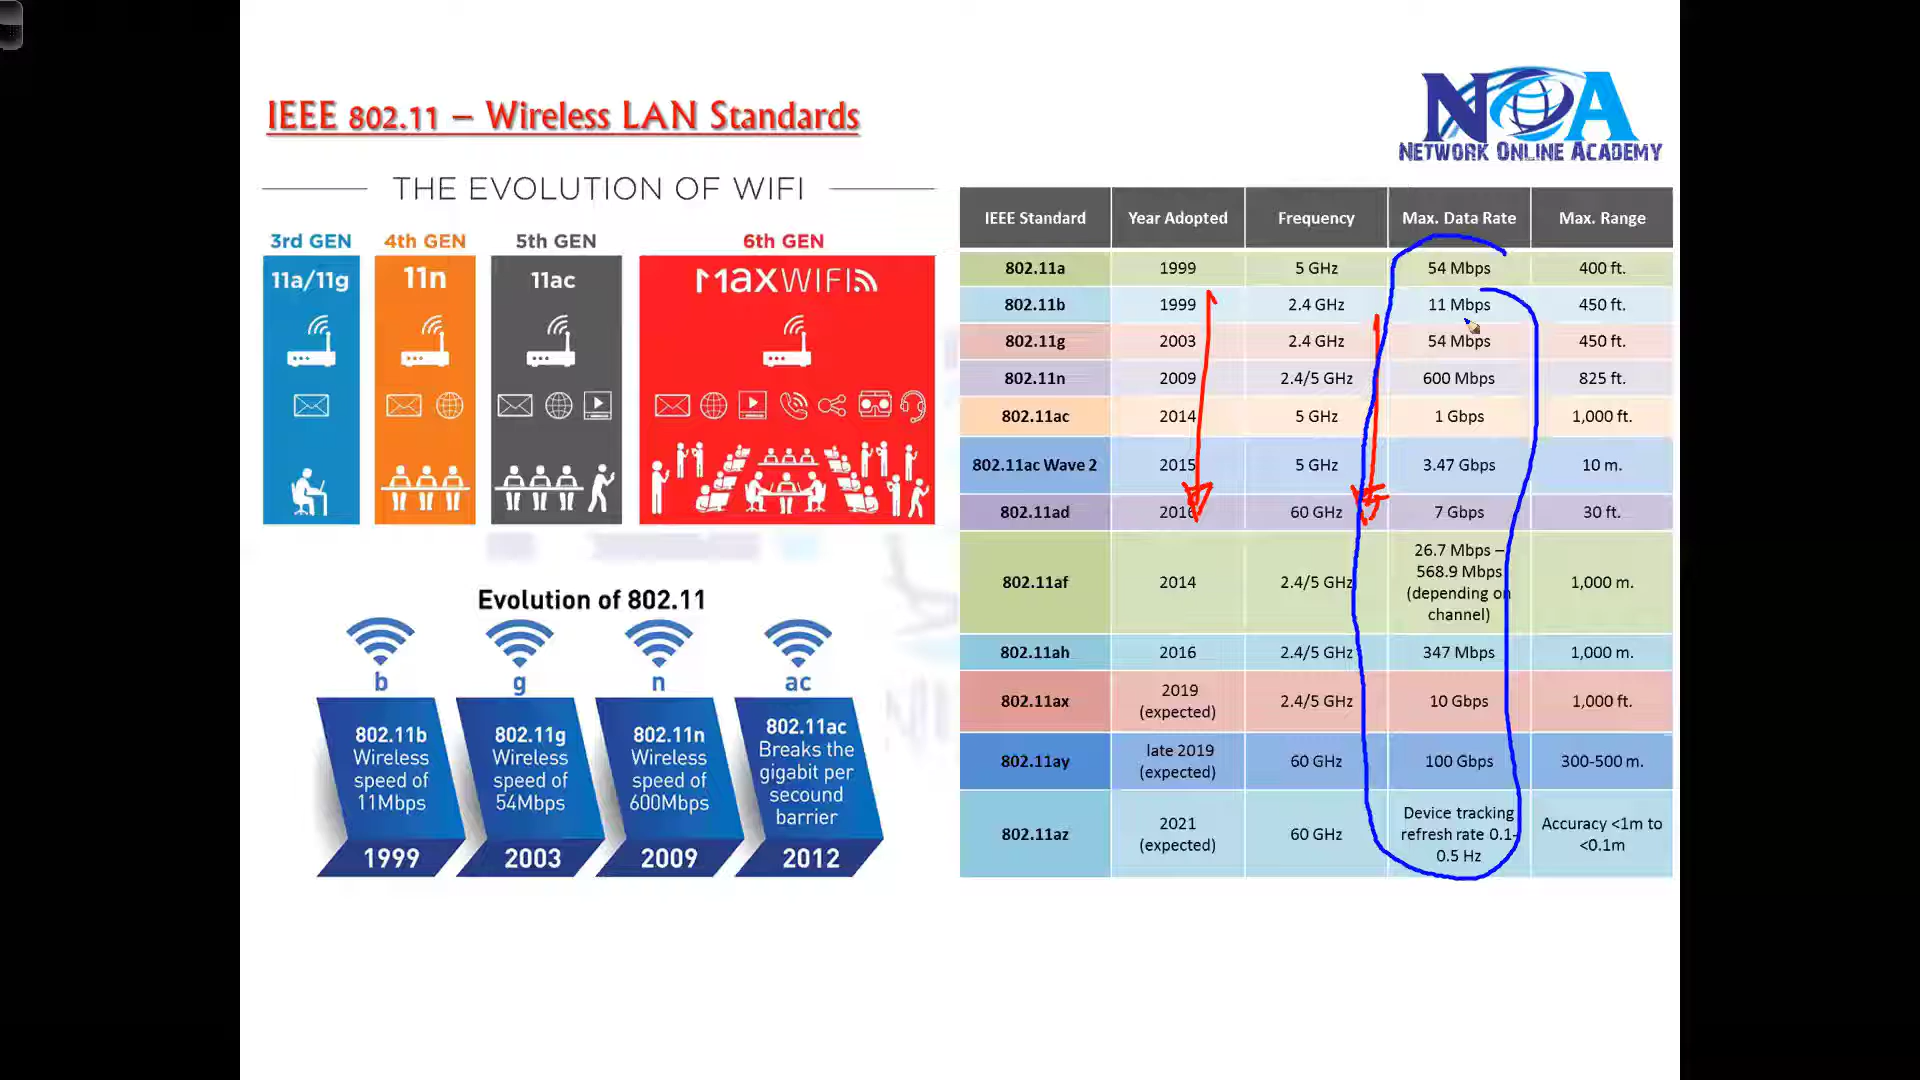 IEEE 802.11 – Wireless LAN Standards
NOA
NETWORK ONLINE ACADEMY
THE EVOLUTION OF WIFI
3rd GEN 4th GEN 5th GEN 6th GEN
11a/11g 11n 11ac MAXWIFI
Evolution of 802.11
b g n ac
802.11b
Wireless
speed of
11Mbps
1999
802.11g
Wireless
speed of
54Mbps
2003
802.11n
Wireless
speed of
600Mbps
2009
802.11ac
Breaks the
gigabit per
secound
barrier
2012
IEEE Standard Year Adopted Frequency Max. Data Rate Max. Range
802.11a 1999 5 GHz 54 Mbps 400 ft.
802.11b 1999 2.4 GHz 11 Mbps 450 ft.
802.11g 2003 2.4 GHz 54 Mbps 450 ft.
802.11n 2009 2.4/5 GHz 600 Mbps 825 ft.
802.11ac 2014 5 GHz 1 Gbps 1,000 ft.
802.11ac Wave 2 2015 5 GHz 3.47 Gbps 10 m.
802.11ad 2016 60 GHz 7 Gbps 30 ft.
802.11af 2014 2.4/5 GHz 26.7 Mbps –
568.9 Mbps
(depending on
channel) 1,000 m.
802.11ah 2016 2.4/5 GHz 347 Mbps 1,000 m.
802.11ax 2019
(expected) 2.4/5 GHz 10 Gbps 1,000 ft.
802.11ay late 2019
(expected) 60 GHz 100 Gbps 300-500 m.
802.11az 2021
(expected) 60 GHz Device tracking
refresh rate 0.1-
0.5 Hz Accuracy <1m to
<0.1m